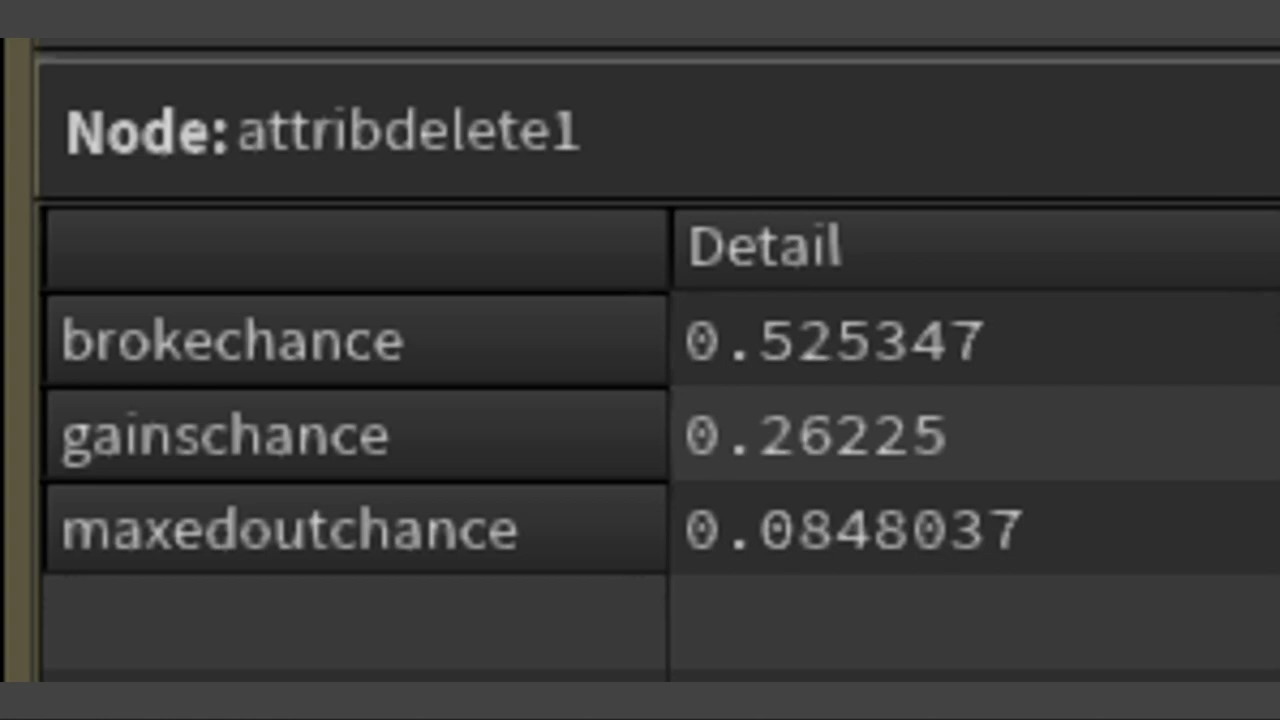 Node: attribdelete1
Detail
brokechance 0.525347
gainschance 0.26225
maxedoutchance 0.0848037